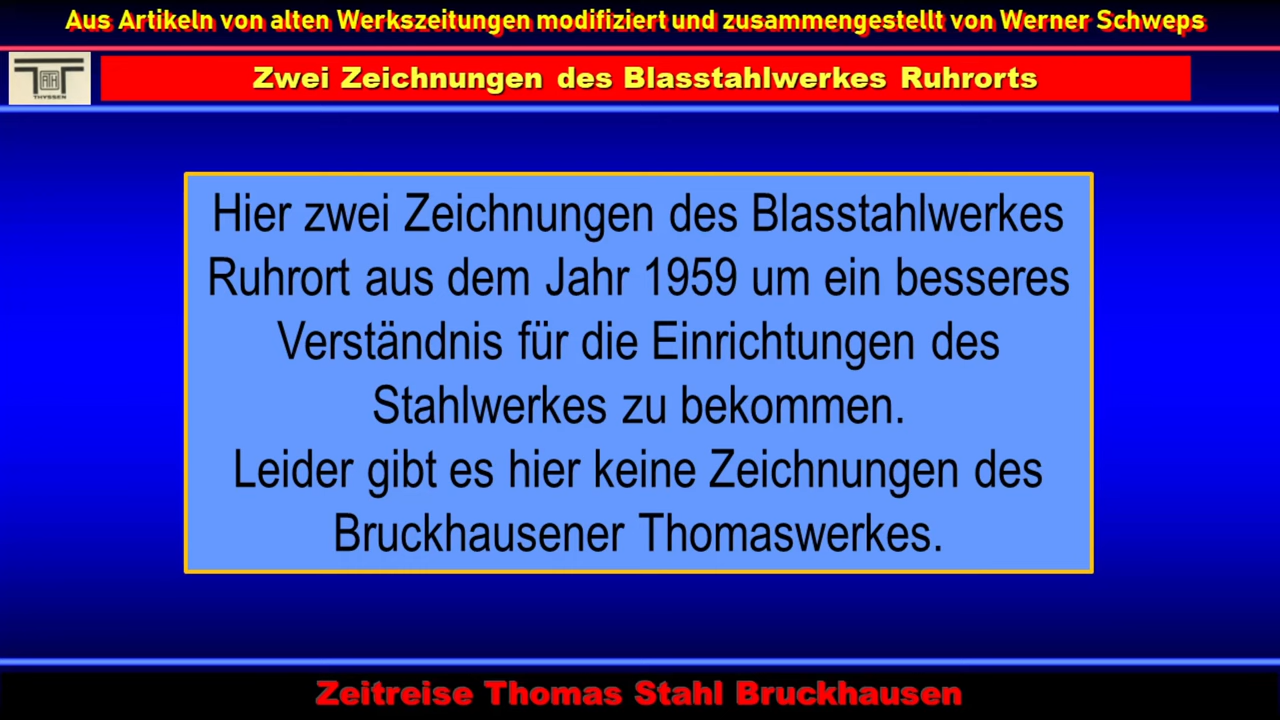 Aus Artikeln von alten Werkszeitungen modifiziert und zusammengestellt von Werner Schweps
ATH
THYSSEN
Zwei Zeichnungen des Blasstahlwerkes Ruhrorts
Hier zwei Zeichnungen des Blasstahlwerkes
Ruhrort aus dem Jahr 1959 um ein besseres
Verständnis für die Einrichtungen des
Stahlwerkes zu bekommen.
Leider gibt es hier keine Zeichnungen des
Bruckhausener Thomaswerkes.
Zeitreise Thomas Stahl Bruckhausen